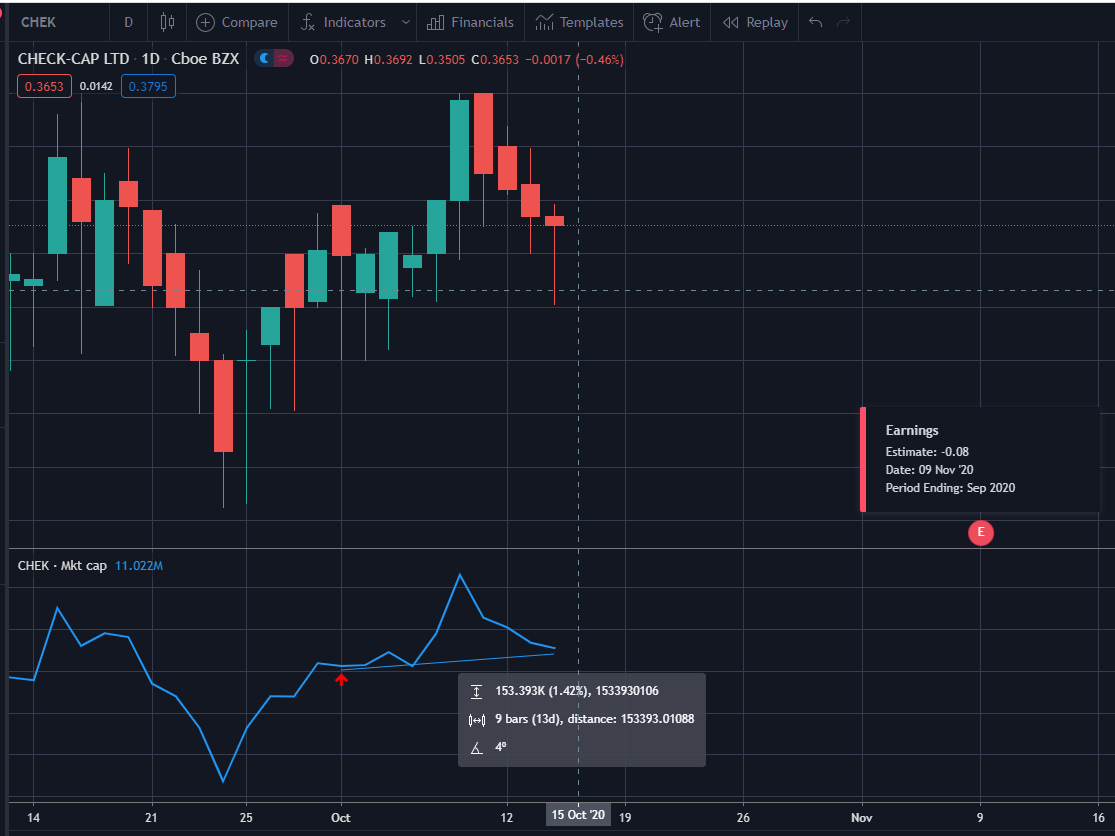 CHEK D Compare Indicators Financials Templates Alert Replay
CHECK-CAP LTD · 1D · Cboe BZX O0.3670 H0.3692 L0.3505 C0.3653 −0.0017 (−0.46%)
0.3653 0.0142 0.3795
Earnings
Estimate: -0.08
Date: 09 Nov '20
Period Ending: Sep 2020
E
CHEK · Mkt cap 11.022M
153.393K (1.42%), 1533930106
9 bars (13d), distance: 153393.01088
4º
14 21 25 Oct 12 15 Oct '20 19 26 Nov 9 16